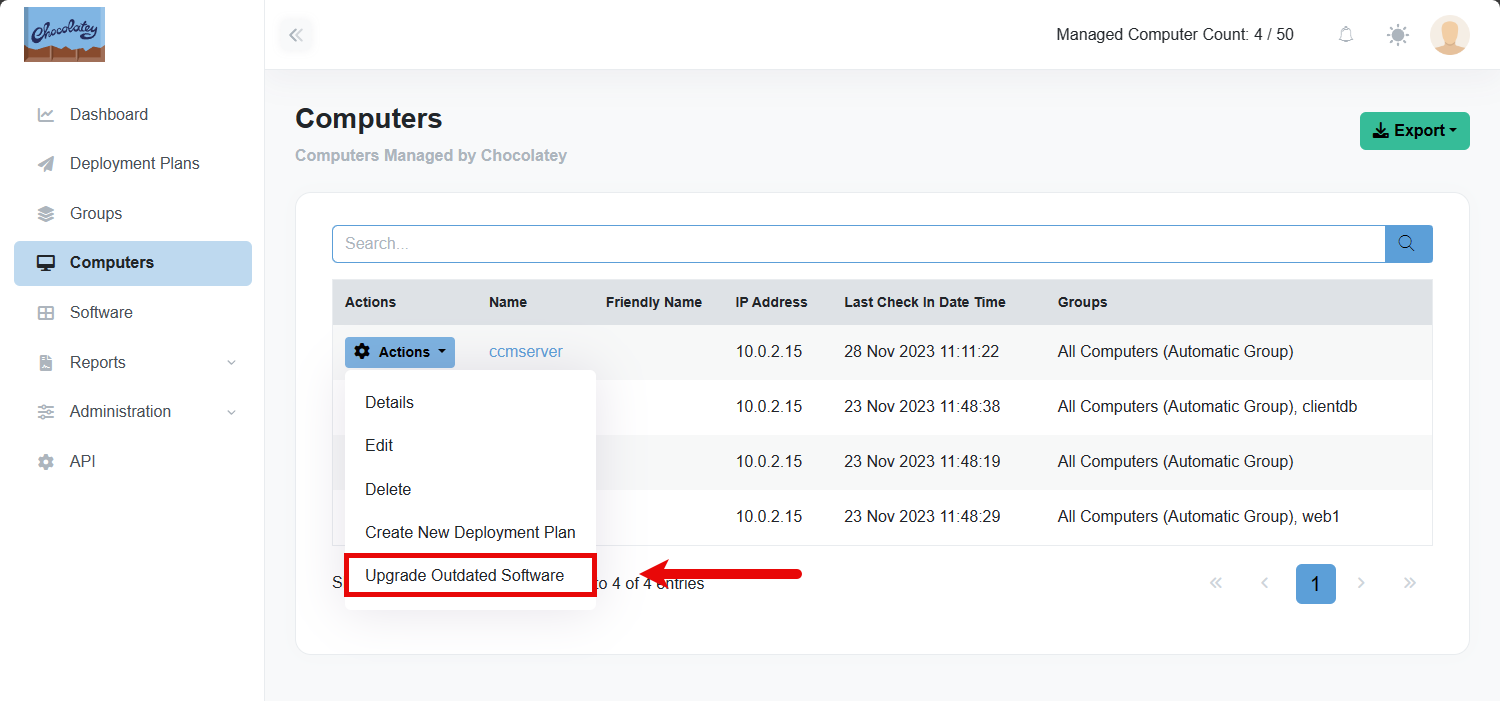 Chocolatey
Managed Computer Count: 4 / 50
Dashboard
Deployment Plans
Groups
Computers
Software
Reports
Administration
API
Computers
Computers Managed by Chocolatey
Export
Search...
Actions Name Friendly Name IP Address Last Check In Date Time Groups
Actions ccmserver 10.0.2.15 28 Nov 2023 11:11:22 All Computers (Automatic Group)
10.0.2.15 23 Nov 2023 11:48:38 All Computers (Automatic Group), clientdb
10.0.2.15 23 Nov 2023 11:48:19 All Computers (Automatic Group)
10.0.2.15 23 Nov 2023 11:48:29 All Computers (Automatic Group), web1
Details
Edit
Delete
Create New Deployment Plan
Upgrade Outdated Software
S to 4 of 4 entries
« ‹ 1 › »